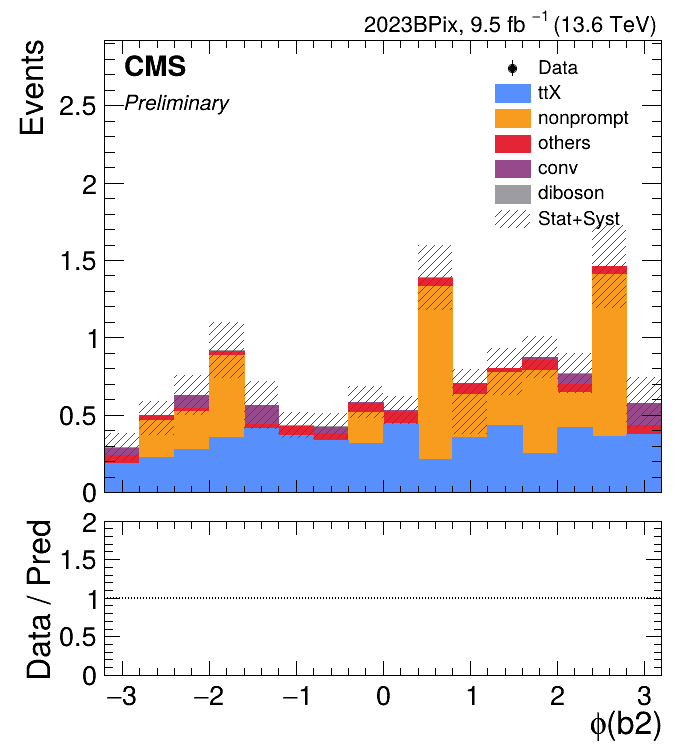 2023BPix, 9.5 fb⁻¹ (13.6 TeV)
CMS
Preliminary
Events
Data
ttX
nonprompt
others
conv
diboson
Stat+Syst
2.5
2
1.5
1
0.5
0
Data / Pred
2
1.5
1
0.5
0
−3 −2 −1 0 1 2 3
ϕ(b2)